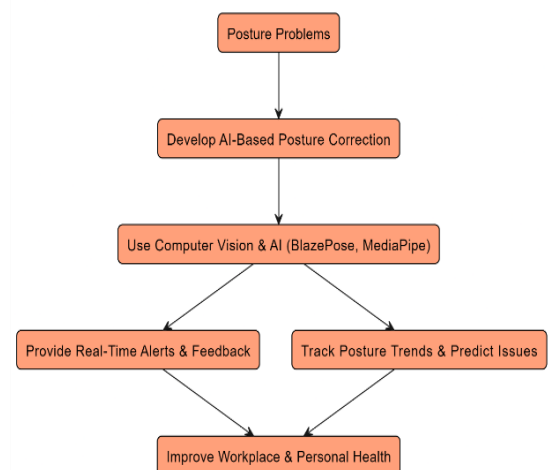 Posture Problems
Develop AI-Based Posture Correction
Use Computer Vision & AI (BlazePose, MediaPipe)
Provide Real-Time Alerts & Feedback
Track Posture Trends & Predict Issues
Improve Workplace & Personal Health